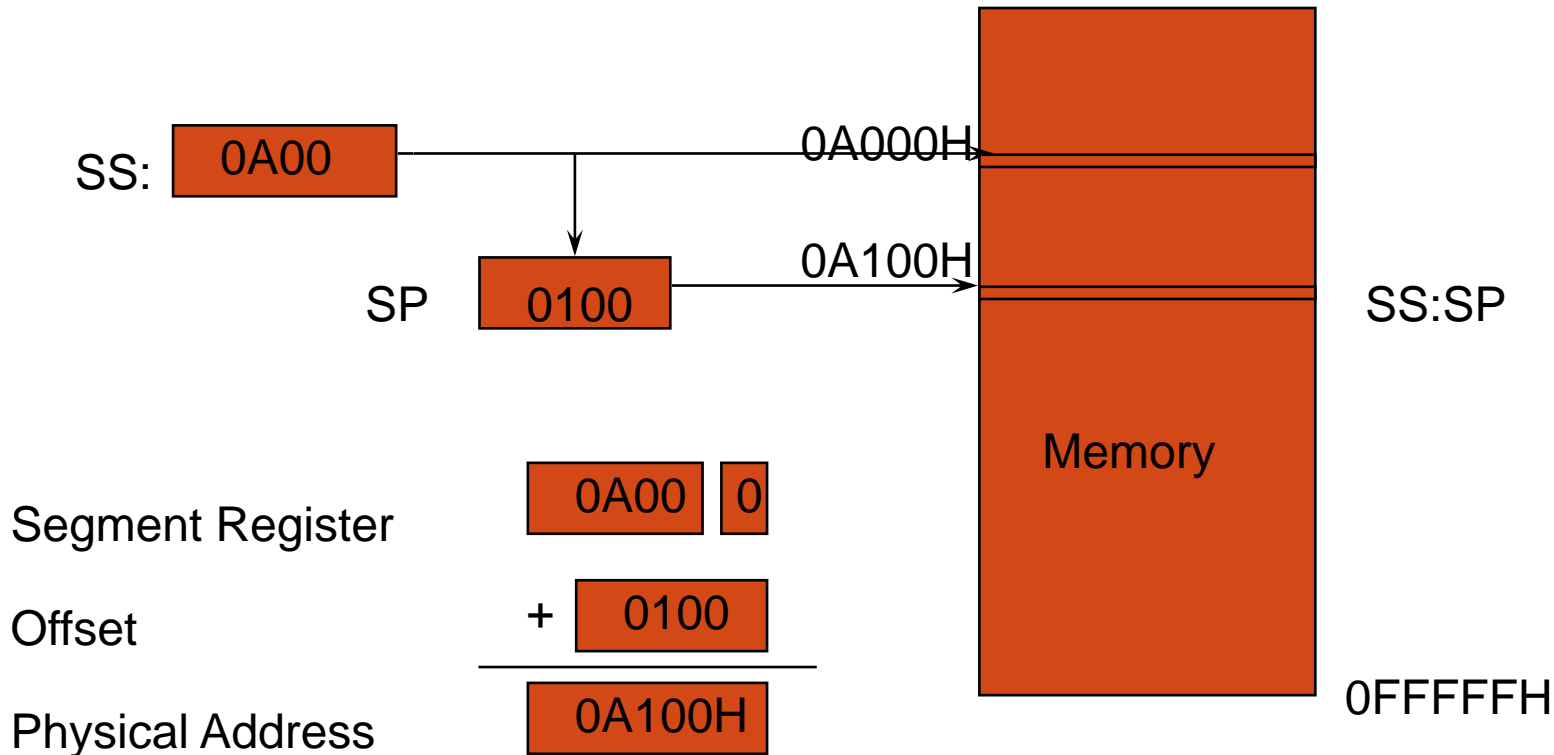 SS:
0A00
0A000H
0A100H
SP
0100
SS:SP
Memory
Segment Register
0A00 0
Offset
+ 0100
Physical Address
0A100H
0FFFFFH